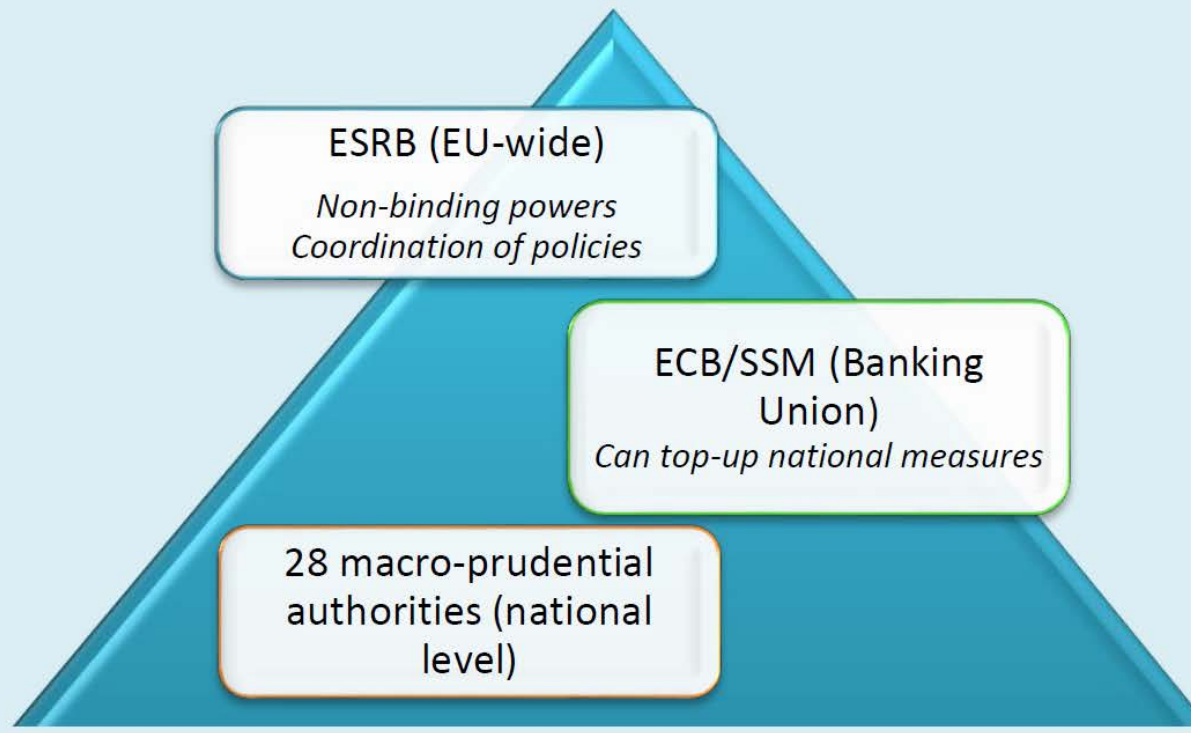 ESRB (EU-wide)
Non-binding powers
Coordination of policies
ECB/SSM (Banking
Union)
Can top-up national measures
28 macro-prudential
authorities (national
level)